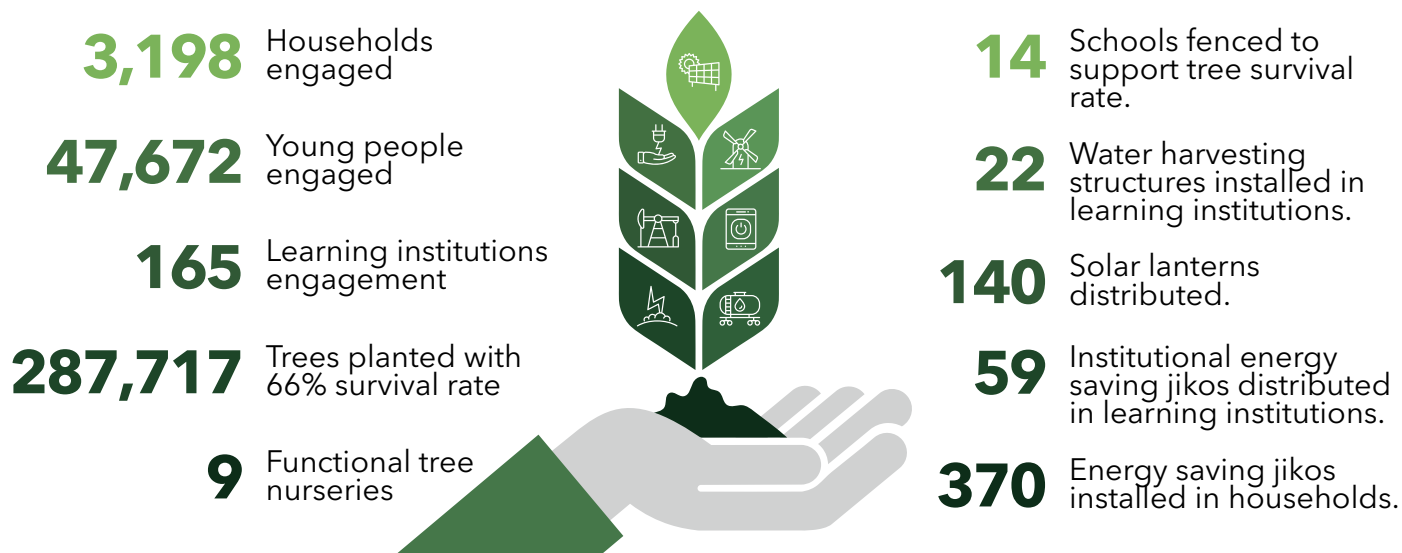 3,198
Households
engaged
47,672
Young people
engaged
165
Learning institutions
engagement
287,717
Trees planted with
66% survival rate
9
Functional tree
nurseries
14
Schools fenced to
support tree survival
rate.
22
Water harvesting
structures installed in
learning institutions.
140
Solar lanterns
distributed.
59
Institutional energy
saving jikos distributed
in learning institutions.
370
Energy saving jikos
installed in households.